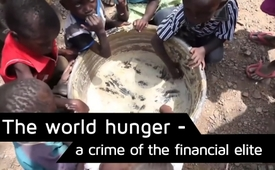 The world hunger -
a crime of the financial elite